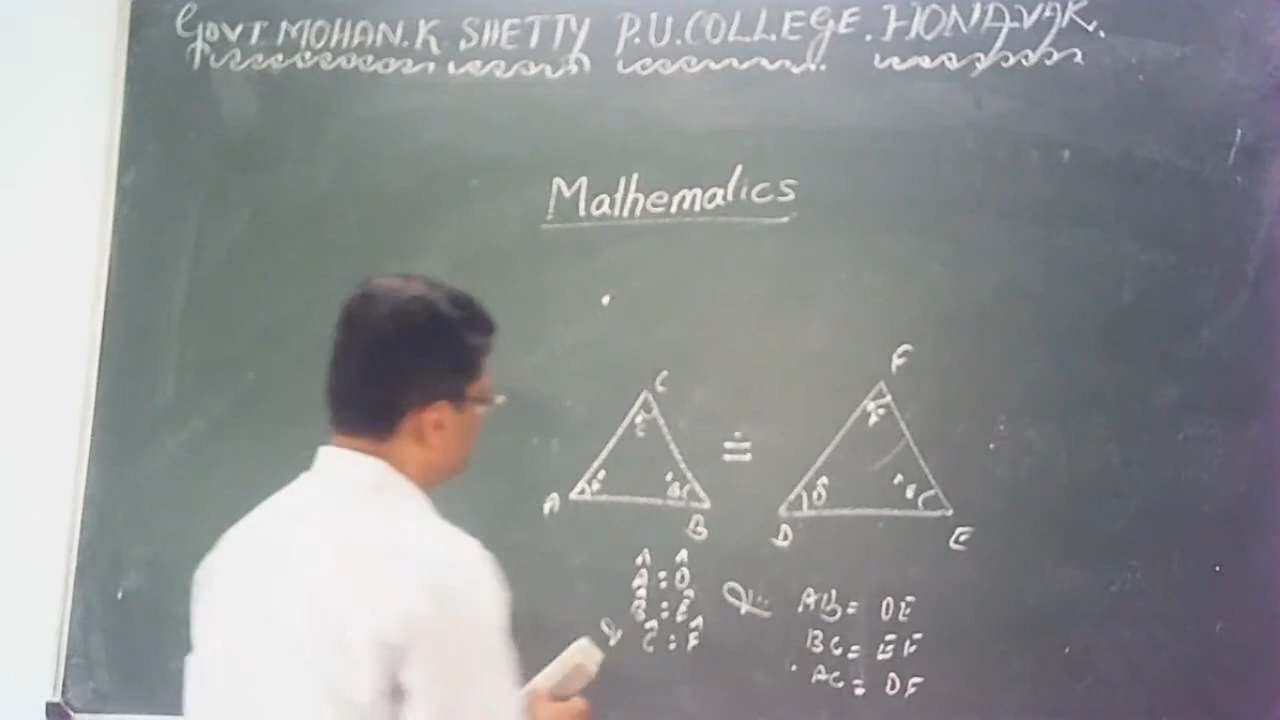 GOVT MOHAN.K SHETTY P.U.COLLEGE.HONAVAR.
Mathematics
C
A
B
≐
F
D
E
Â = D̂
B̂ = Ê
& Ĉ = F̂
&
AB = DE
BC = EF
AC = DF